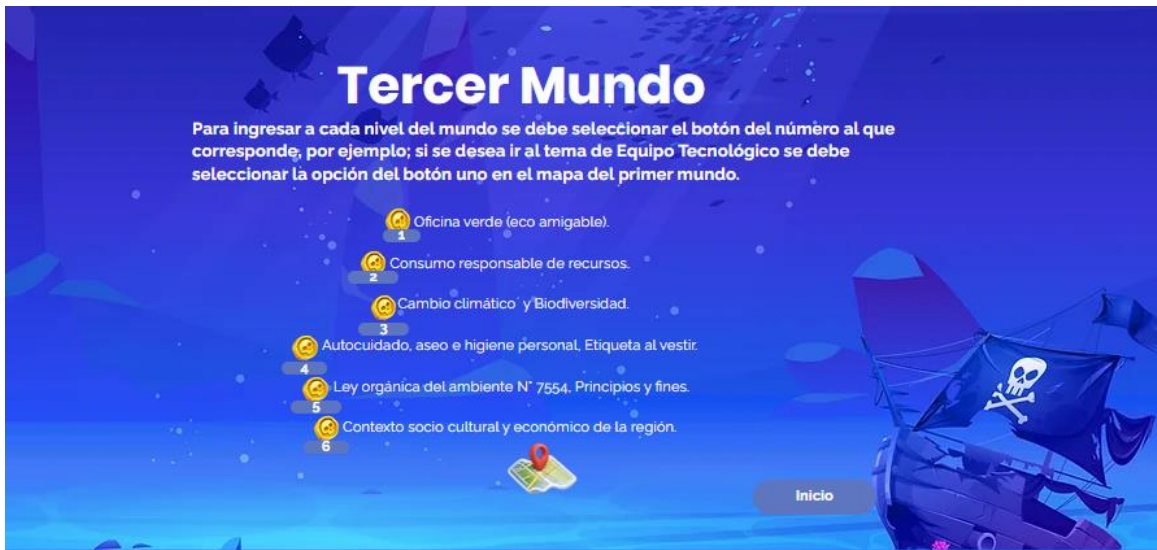 Tercer Mundo
Para ingresar a cada nivel del mundo se debe seleccionar el botón del número al que
corresponde, por ejemplo; si se desea ir al tema de Equipo Tecnológico se debe
seleccionar la opción del botón uno en el mapa del primer mundo.
Oficina verde (eco amigable).
1
Consumo responsable de recursos.
2
Cambio climático´ y Biodiversidad.
3
Autocuidado, aseo e higiene personal, Etiqueta al vestir.
4
Ley orgánica del ambiente N° 7554, Principios y fines.
5
Contexto socio cultural y económico de la región.
6
Inicio